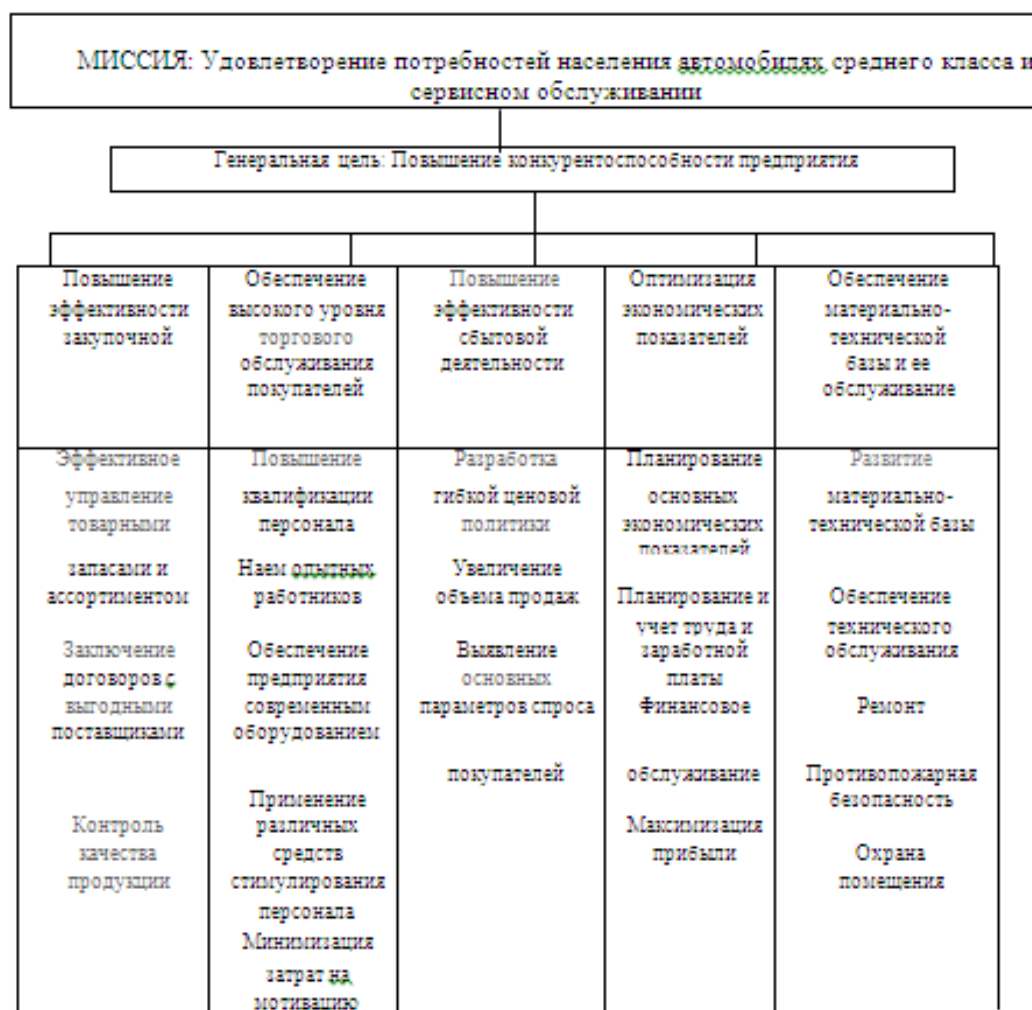 МИССИЯ: Удовлетворение потребностей населения автомобилях среднего класса и
сервисном обслуживании
Генеральная цель: Повышение конкурентоспособности предприятия
Повышение
эффективности
закупочной
Обеспечение
высокого уровня
торгового
обслуживания
покупателей
Повышение
эффективности
сбытовой
деятельности
Оптимизация
экономических
показателей
Обеспечение
материально-
технической
базы и ее
обслуживание
Эффективное
управление
товарными
запасами и
ассортиментом
Заключение
договоров с
выгодными
поставщиками
Контроль
качества
продукции
Повышение
квалификации
персонала
Наем опытных
работников
Обеспечение
предприятия
современным
оборудованием
Применение
различных
средств
стимулирования
персонала
Минимизация
затрат на
мотивацию
Разработка
гибкой ценовой
политики
Увеличение
объема продаж
Выявление
основных
параметров спроса
покупателей
Планирование
основных
экономических
показателей
Планирование и
учет труда и
заработной
платы
Финансовое
обслуживание
Максимизация
прибыли
Развитие
материально-
технической базы
Обеспечение
технического
обслуживания
Ремонт
Противопожарная
безопасность
Охрана
помещения